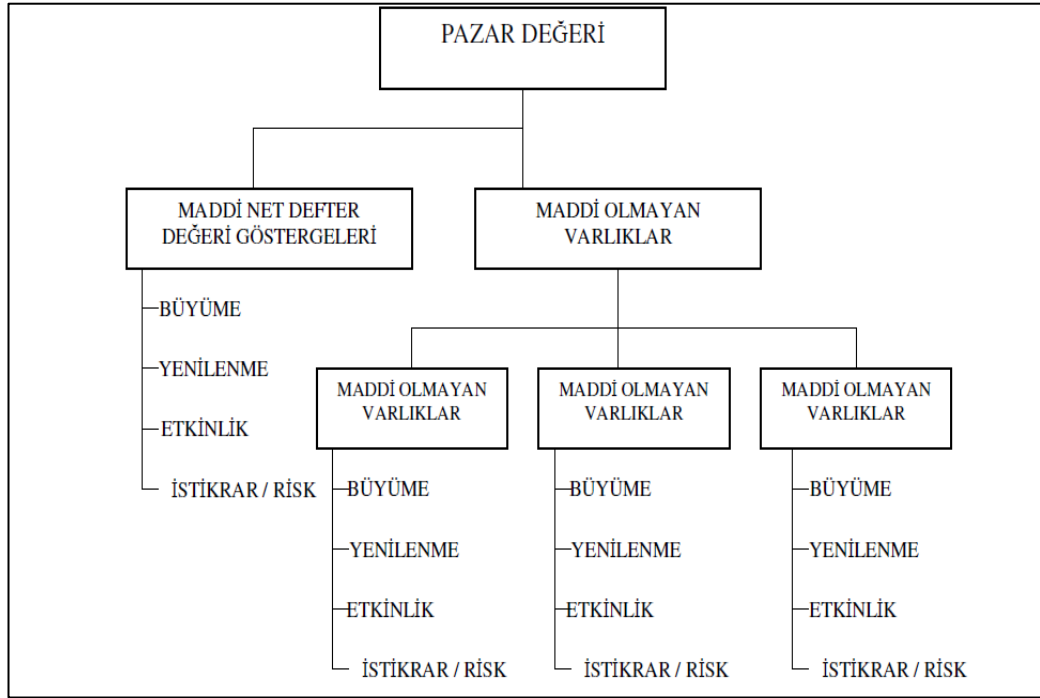 PAZAR DEĞERİ
MADDİ NET DEFTER
DEĞERİ GÖSTERGELERİ
BÜYÜME
YENİLENME
ETKİNLİK
İSTİKRAR / RİSK
MADDİ OLMAYAN
VARLIKLAR
MADDİ OLMAYAN
VARLIKLAR
BÜYÜME
YENİLENME
ETKİNLİK
İSTİKRAR / RİSK
MADDİ OLMAYAN
VARLIKLAR
BÜYÜME
YENİLENME
ETKİNLİK
İSTİKRAR / RİSK
MADDİ OLMAYAN
VARLIKLAR
BÜYÜME
YENİLENME
ETKİNLİK
İSTİKRAR / RİSK